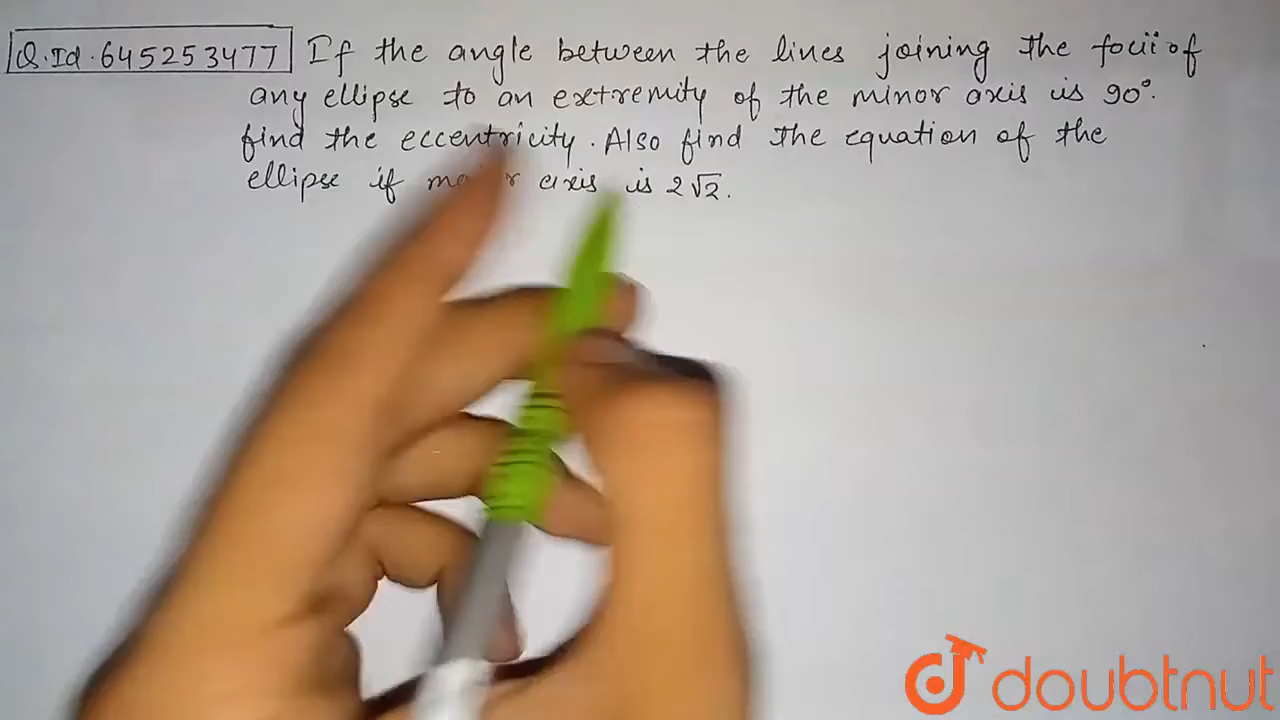 Q.Id.645253477 If the angle between the lines joining the focii of
any ellipse to an extremity of the minor axis is 90°.
find the eccentricity. Also find the equation of the
ellipse if axis is 2√2.
doubtnut